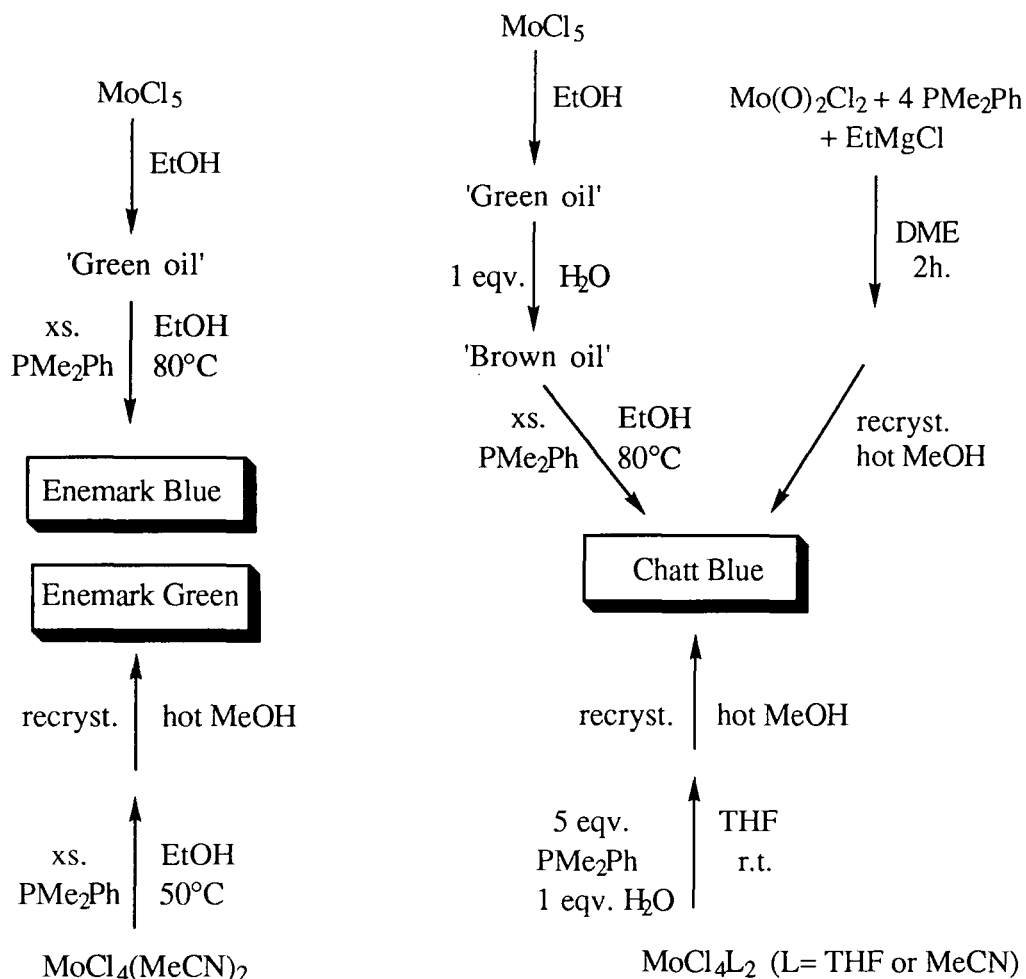 MoCl5
EtOH
'Green oil'
xs.
PMe2Ph
EtOH
80°C
Enemark Blue
Enemark Green
recryst.
hot MeOH
xs.
PMe2Ph
EtOH
50°C
MoCl4(MeCN)2
MoCl5
EtOH
'Green oil'
1 eqv.
H2O
'Brown oil'
xs.
PMe2Ph
EtOH
80°C
Mo(O)2Cl2 + 4 PMe2Ph
+ EtMgCl
DME
2h.
recryst.
hot MeOH
Chatt Blue
recryst.
hot MeOH
5 eqv.
PMe2Ph
1 eqv. H2O
THF
r.t.
MoCl4L2 (L= THF or MeCN)